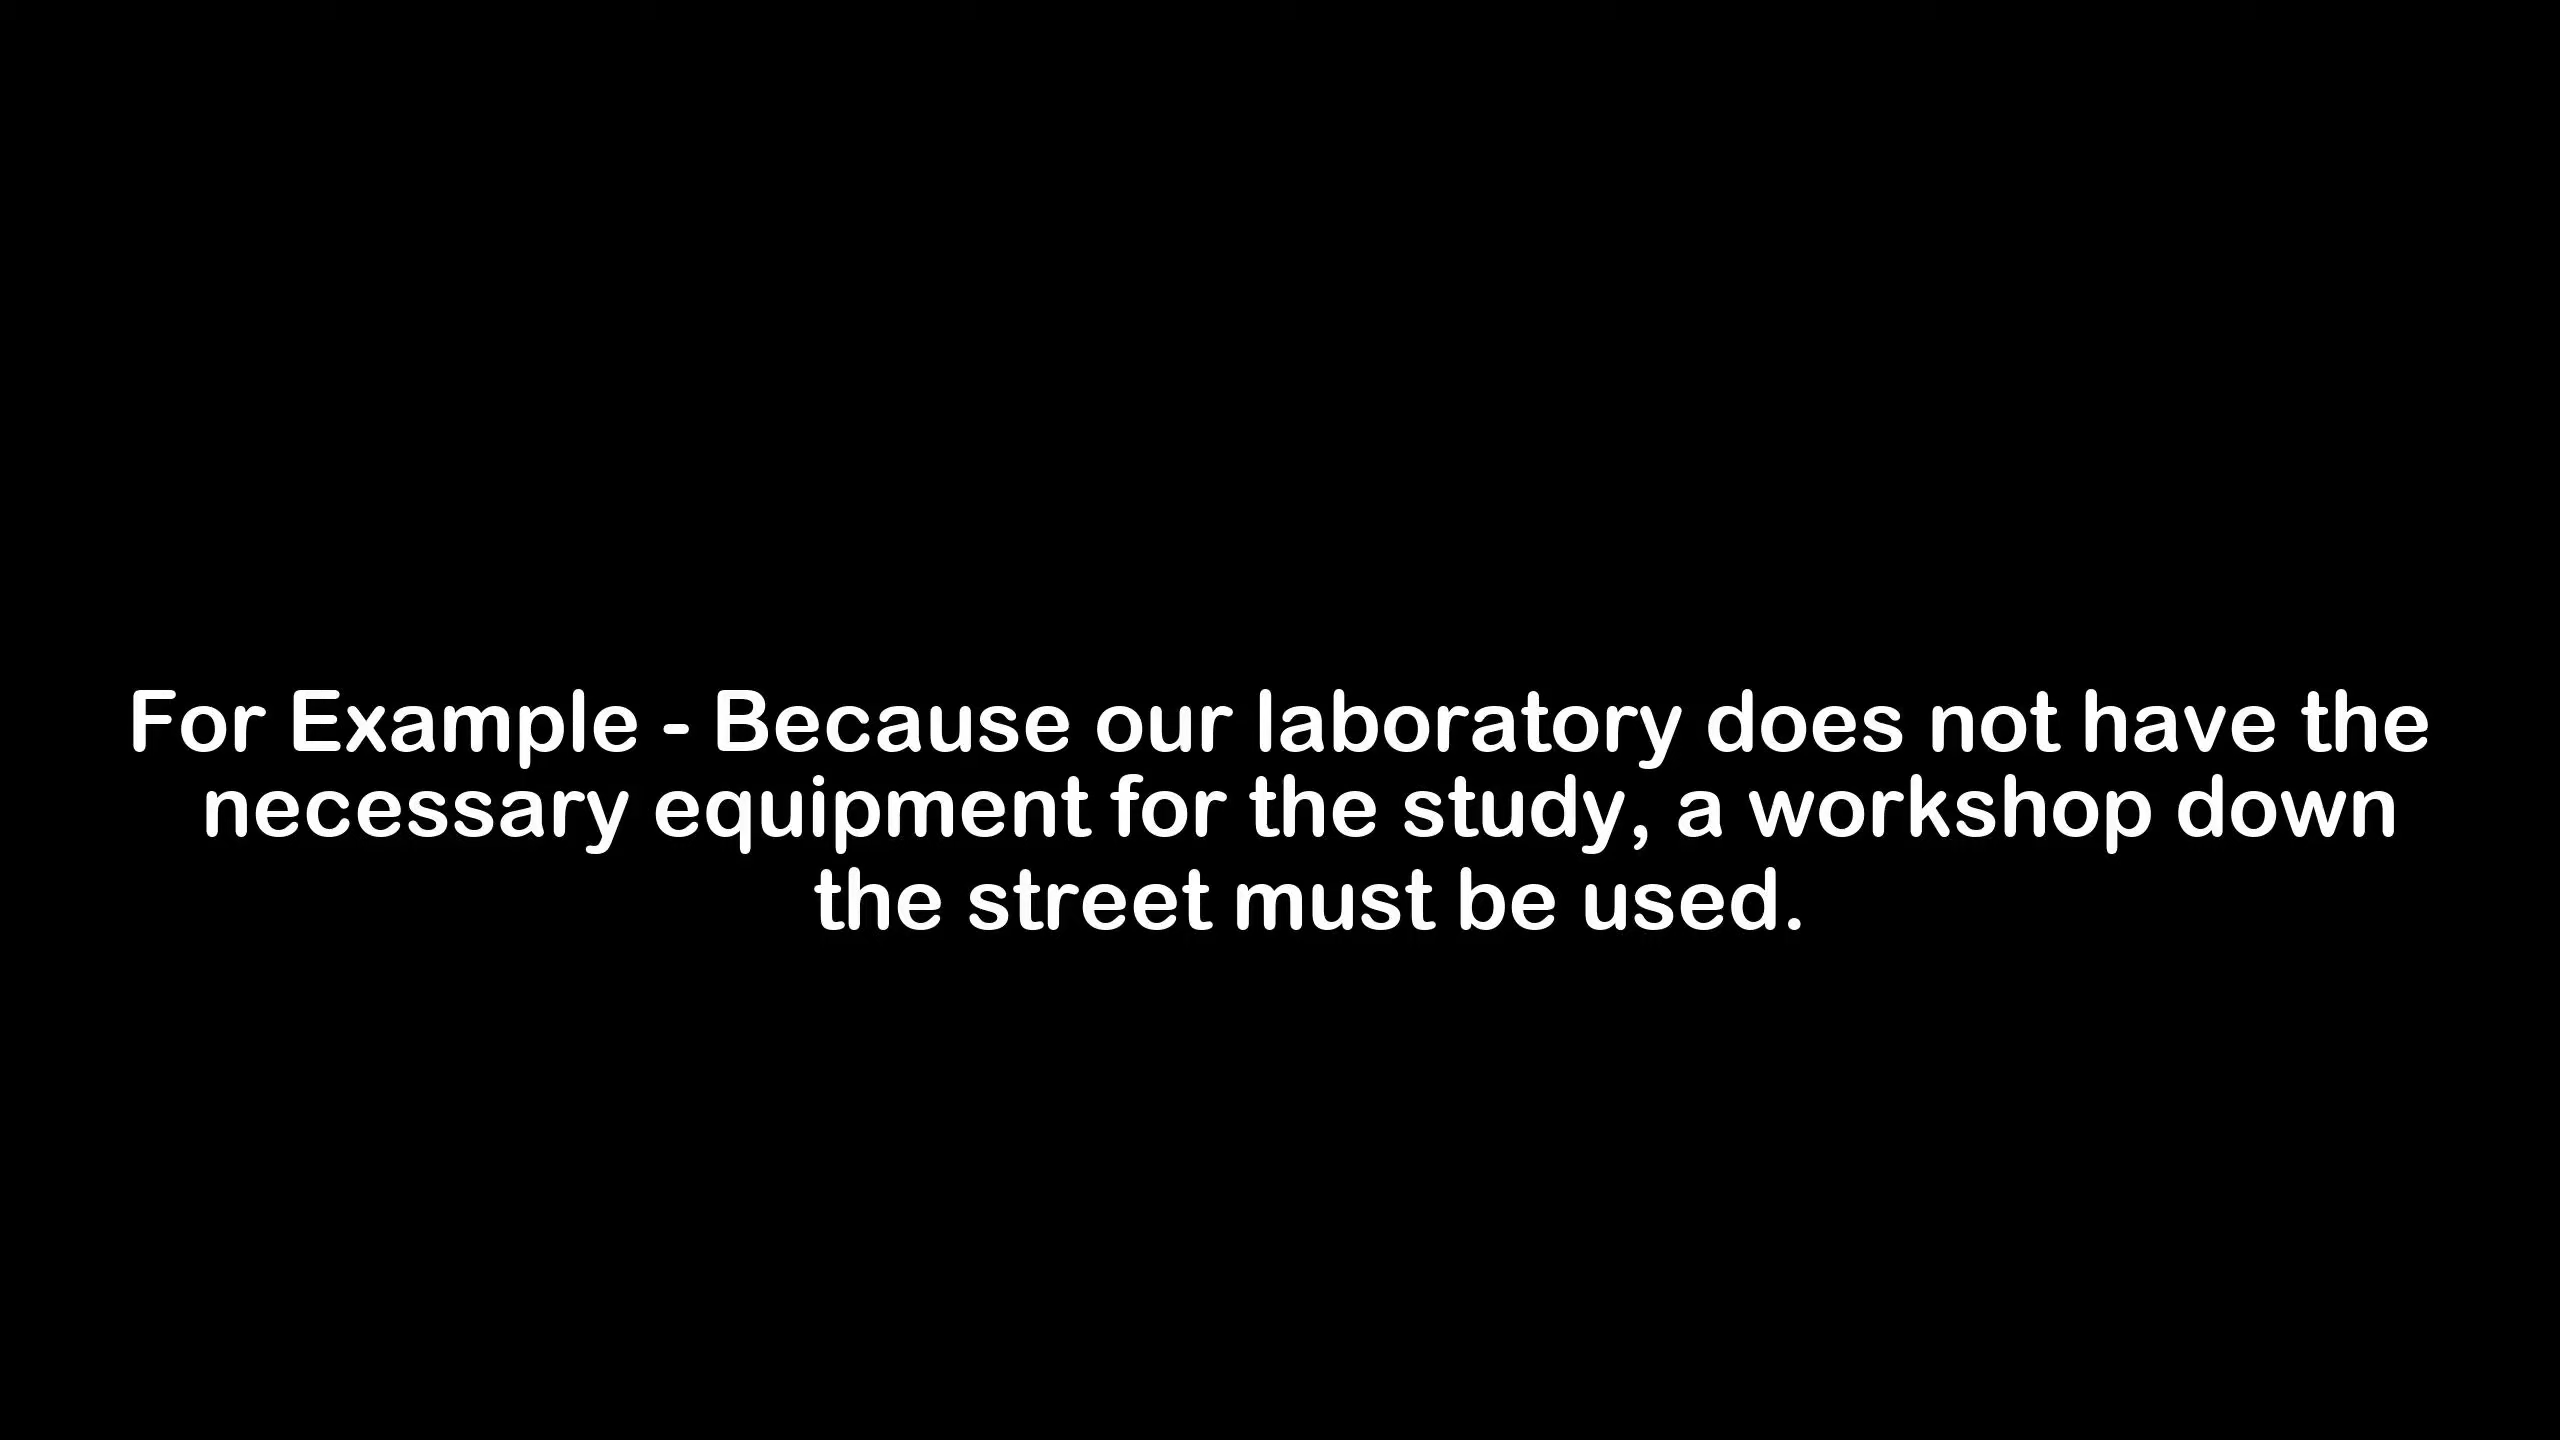 For Example - Because our laboratory does not have the
necessary equipment for the study, a workshop down
the street must be used.